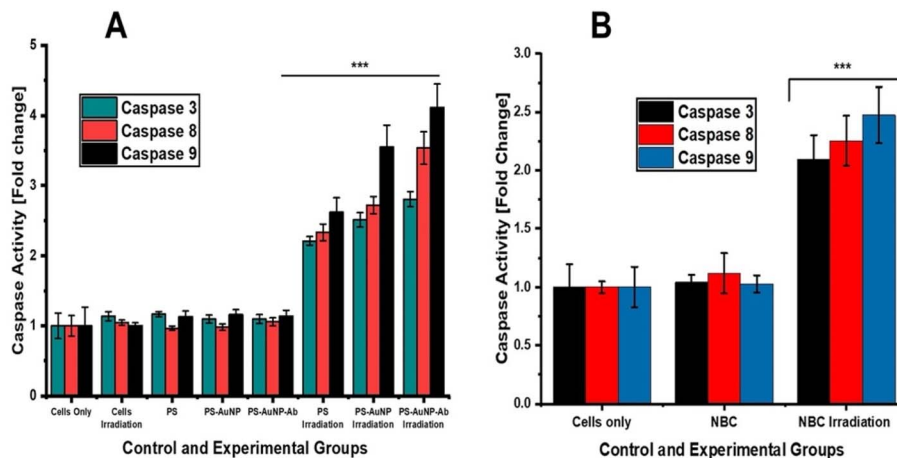 A
Caspase Activity [Fold change]
5
4
3
2
1
0
Caspase 3
Caspase 8
Caspase 9
***
Cells Only
Cells
Irradiation
PS
PS-AuNP
PS-AuNP-Ab
PS
Irradiation
PS-AuNP
Irradiation
PS-AuNP-Ab
Irradiation
Control and Experimental Groups
B
Caspase Activity [Fold Change]
3.0
2.5
2.0
1.5
1.0
0.5
0.0
Caspase 3
Caspase 8
Caspase 9
***
Cells only
NBC
NBC Irradiation
Control and Experimental Groups